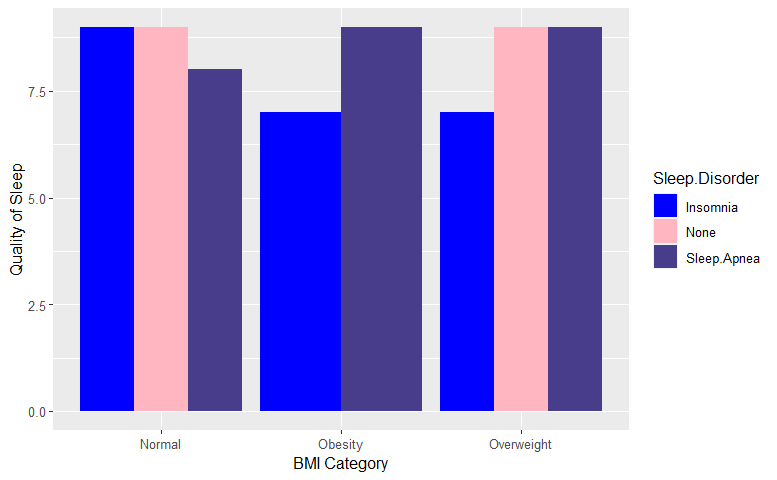 Quality of Sleep
7.5
5.0
2.5
0.0
Normal
Obesity
Overweight
BMI Category
Sleep.Disorder
Insomnia
None
Sleep.Apnea